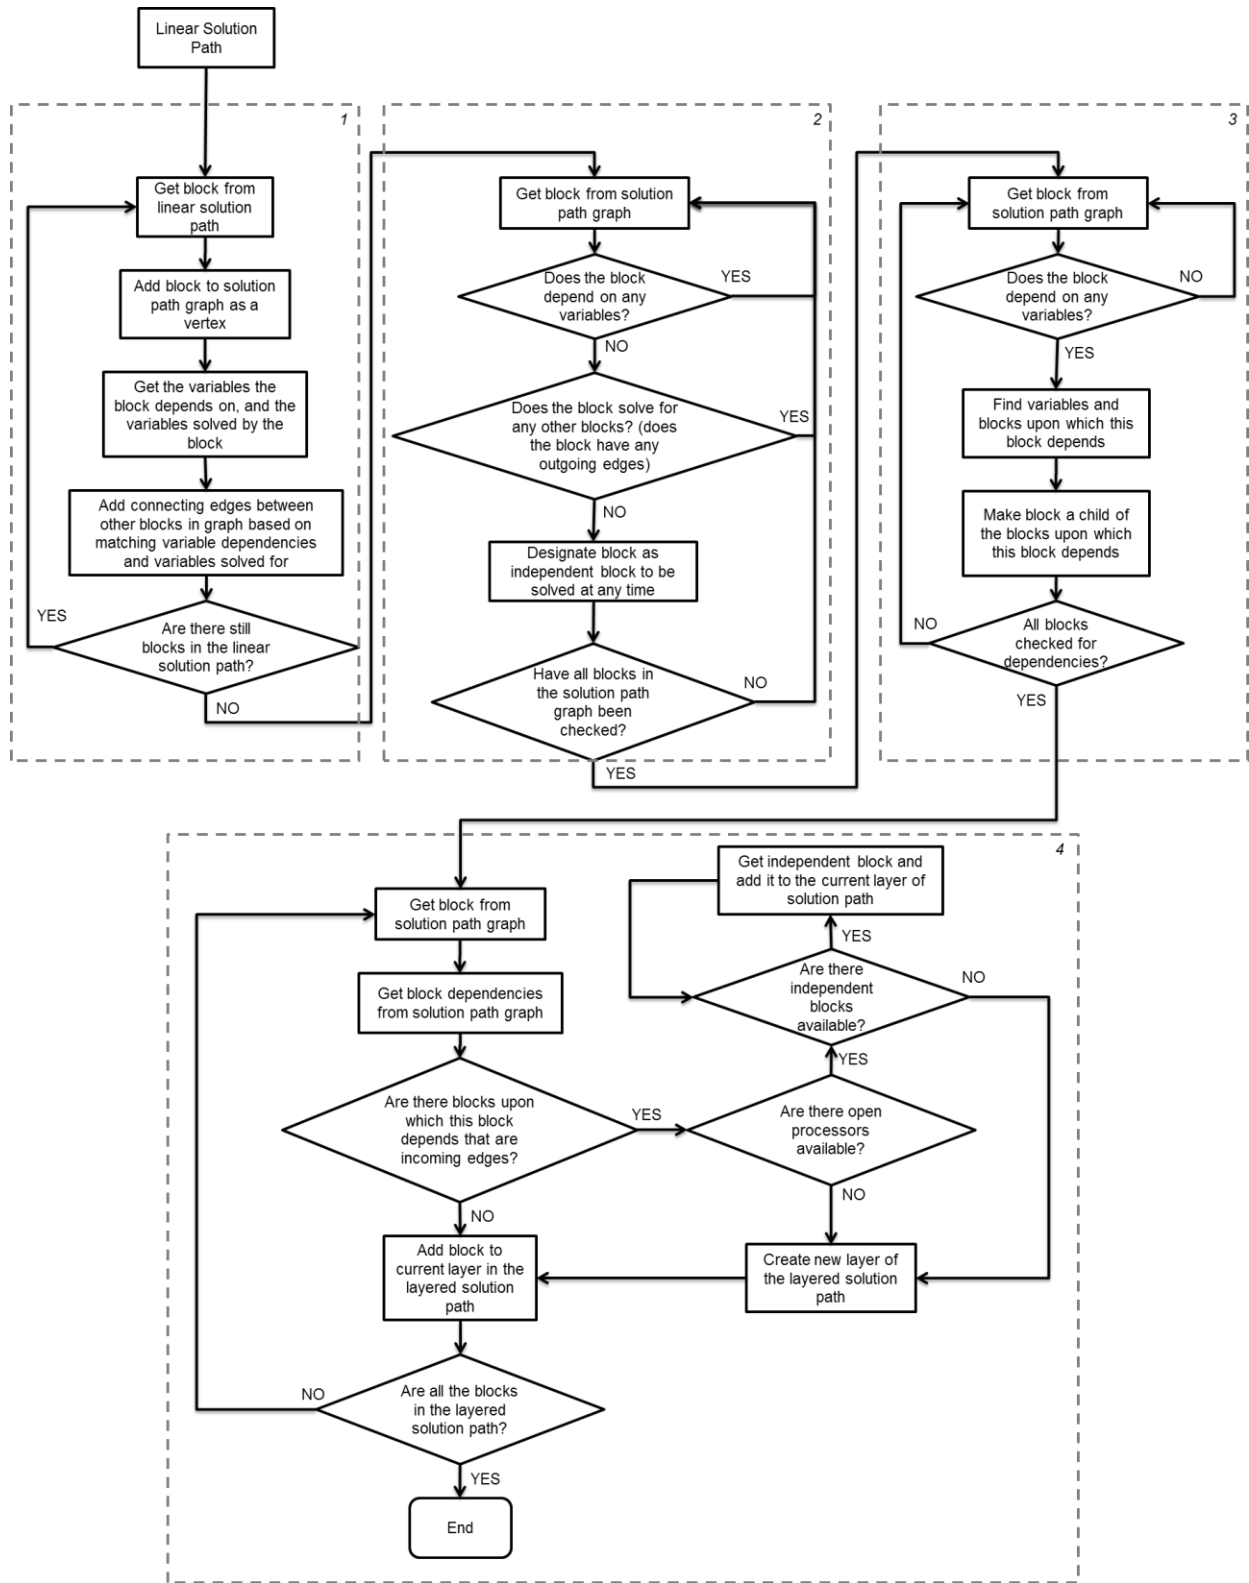 Linear Solution
Path
1
Get block from
linear solution
path
Add block to solution
path graph as a
vertex
Get the variables the
block depends on, and the
variables solved by the
block
Add connecting edges between
other blocks in graph based on
matching variable dependencies
and variables solved for
YES
Are there still
blocks in the linear
solution path?
NO
2
Get block from solution
path graph
Does the block
depend on any
variables?
YES
NO
Does the block solve for
any other blocks? (does
the block have any
outgoing edges)
YES
NO
Designate block as
independent block to be
solved at any time
Have all blocks in
the solution path
graph been
checked?
NO
YES
3
Get block from
solution path graph
Does the block
depend on any
variables?
NO
YES
Find variables and
blocks upon which this
block depends
Make block a child of
the blocks upon which
this block depends
NO
All blocks
checked for
dependencies?
YES
4
Get block from
solution path graph
Get block dependencies
from solution path graph
Are there blocks upon
which this block
depends that are
incoming edges?
YES
NO
Get independent block and
add it to the current layer of
solution path
YES
Are there
independent
blocks
available?
NO
YES
Are there open
processors
available?
NO
Create new layer of
the layered solution
path
Add block to
current layer in the
layered solution
path
NO
Are all the blocks
in the layered
solution path?
YES
End